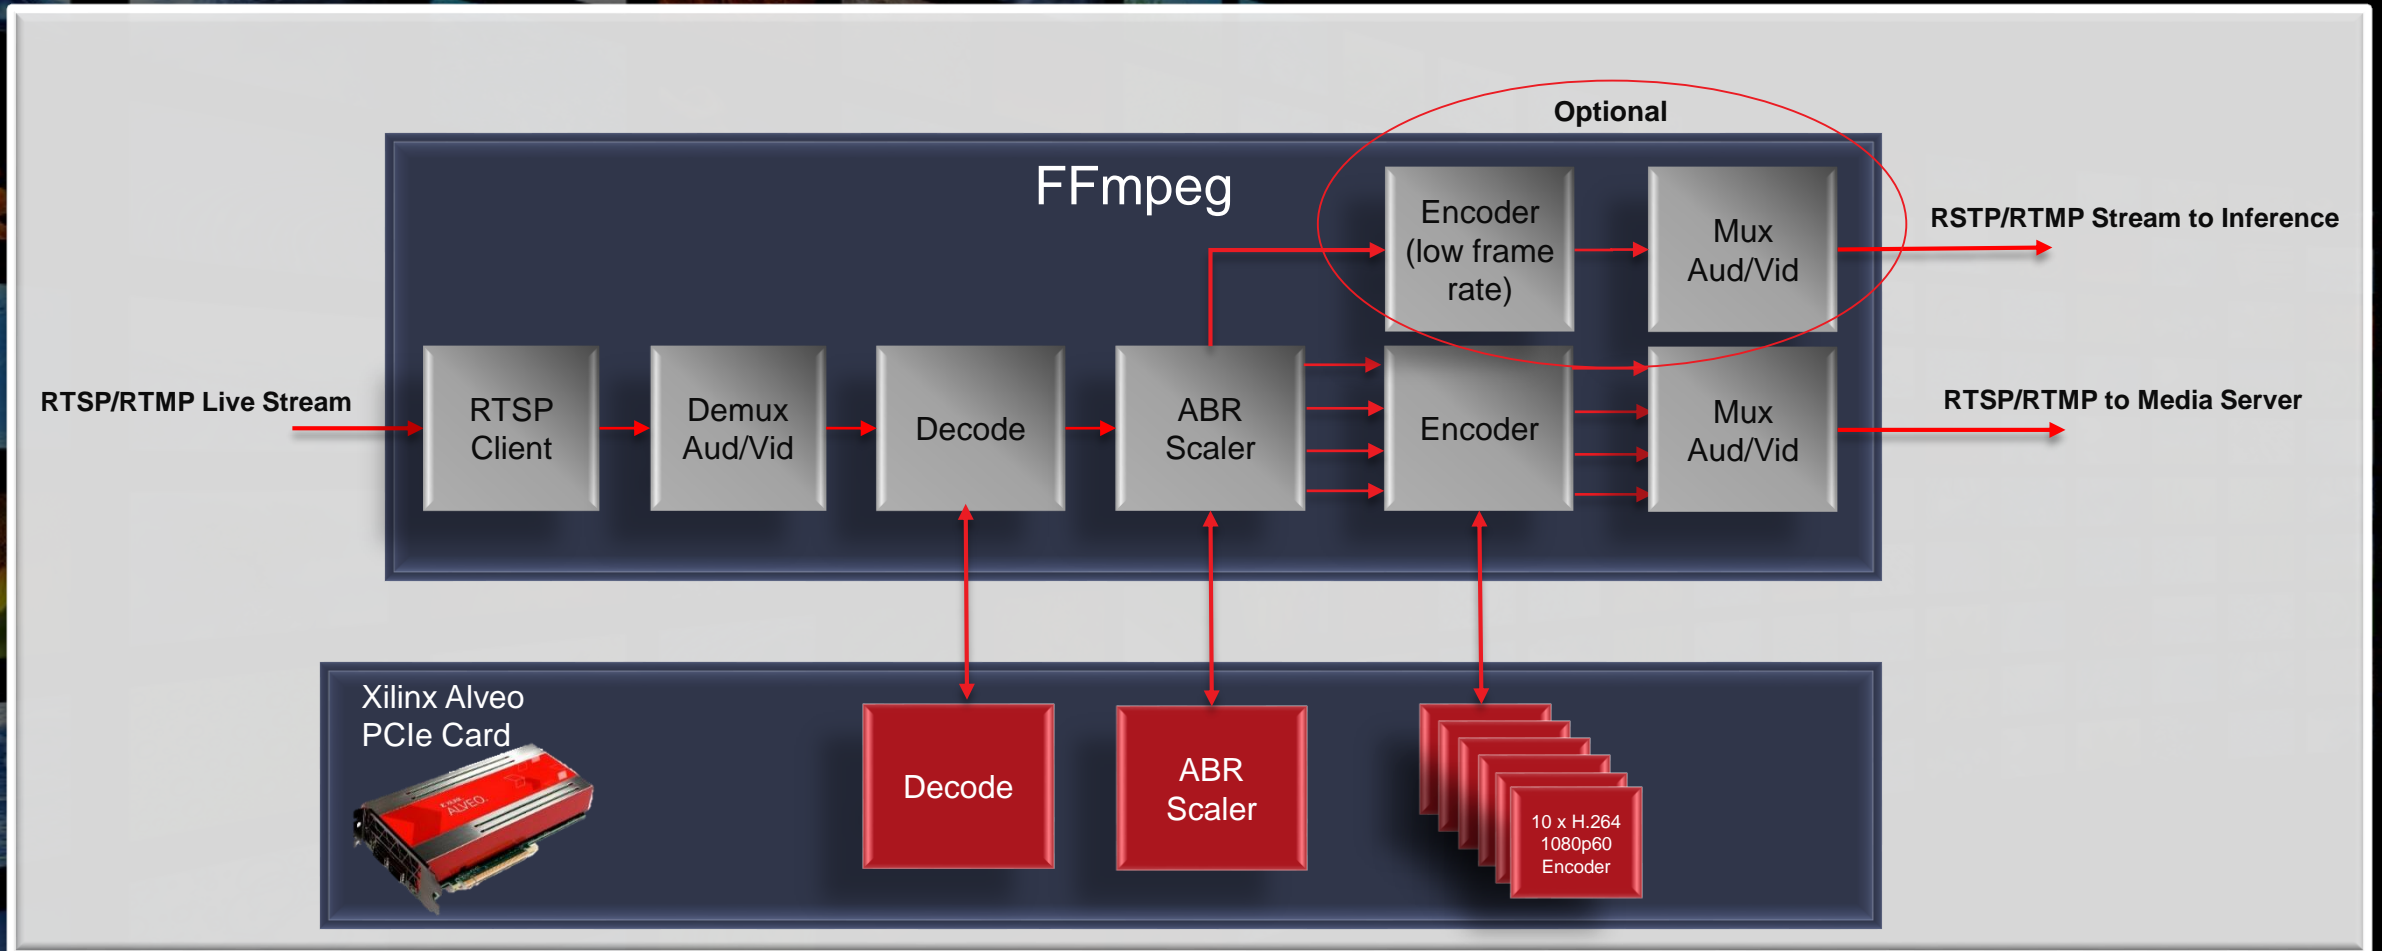 Optional
FFmpeg
Encoder
(low frame
rate)
Mux
Aud/Vid
RSTP/RTMP Stream to Inference
RTSP/RTMP Live Stream
RTSP
Client
Demux
Aud/Vid
Decode
ABR
Scaler
Encoder
Mux
Aud/Vid
RTSP/RTMP to Media Server
Xilinx Alveo
PCIe Card
XILINX
ALVEO.
Decode
ABR
Scaler
10 x H.264
1080p60
Encoder